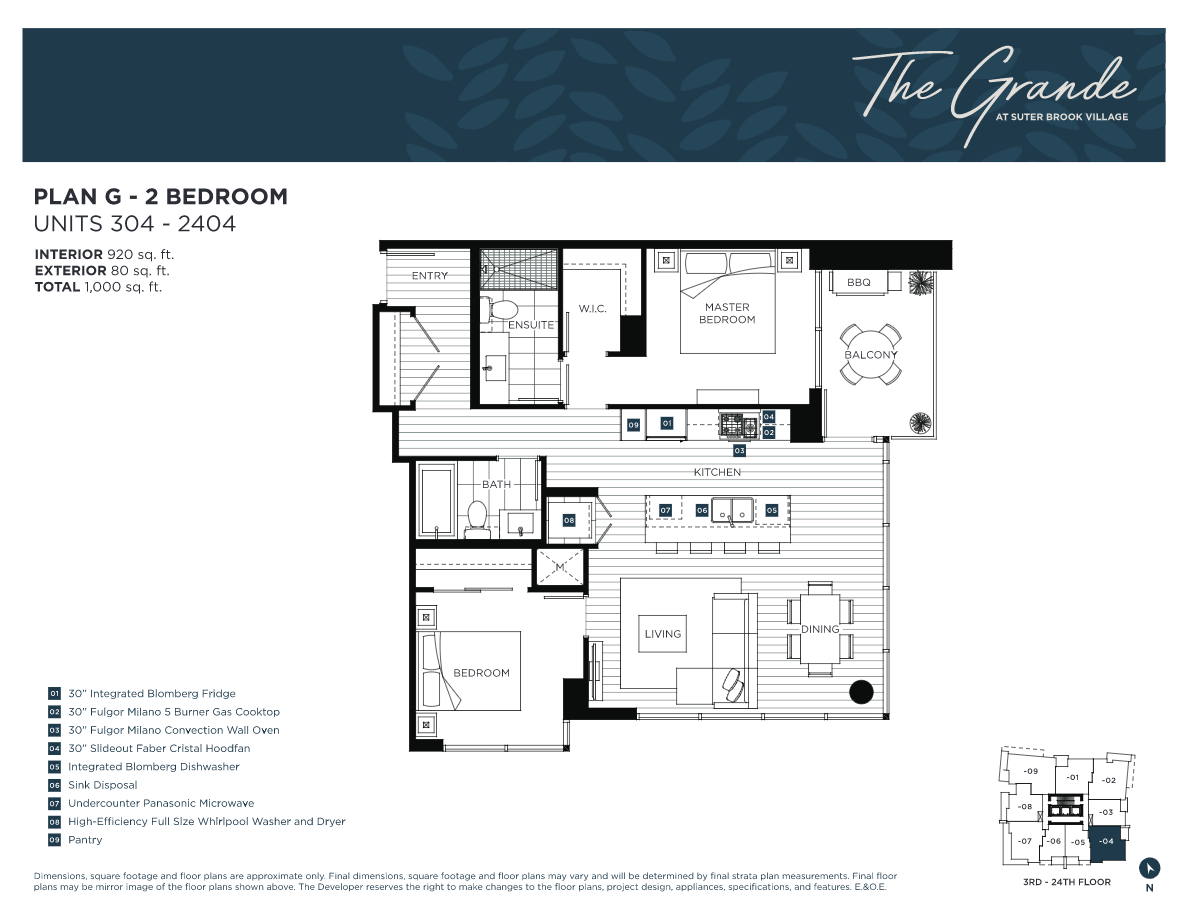 The Grande
AT SUTER BROOK VILLAGE
PLAN G - 2 BEDROOM
UNITS 304 - 2404
INTERIOR 920 sq. ft.
EXTERIOR 80 sq. ft.
TOTAL 1,000 sq. ft.
ENTRY
ENSUITE
W.I.C.
MASTER
BEDROOM
BBQ
BALCONY
09
01
04
02
03
KITCHEN
BATH
08
07
06
05
M
LIVING
DINING
BEDROOM
01 30" Integrated Blomberg Fridge
02 30" Fulgor Milano 5 Burner Gas Cooktop
03 30" Fulgor Milano Convection Wall Oven
04 30" Slideout Faber Cristal Hoodfan
05 Integrated Blomberg Dishwasher
06 Sink Disposal
07 Undercounter Panasonic Microwave
08 High-Efficiency Full Size Whirlpool Washer and Dryer
09 Pantry
-09
-01
-02
-08
-03
-07
-06
-05
-04
3RD - 24TH FLOOR
N
Dimensions, square footage and floor plans are approximate only. Final dimensions, square footage and floor plans may vary and will be determined by final strata plan measurements. Final floor
plans may be mirror image of the floor plans shown above. The Developer reserves the right to make changes to the floor plans, project design, appliances, specifications, and features. E.&O.E.